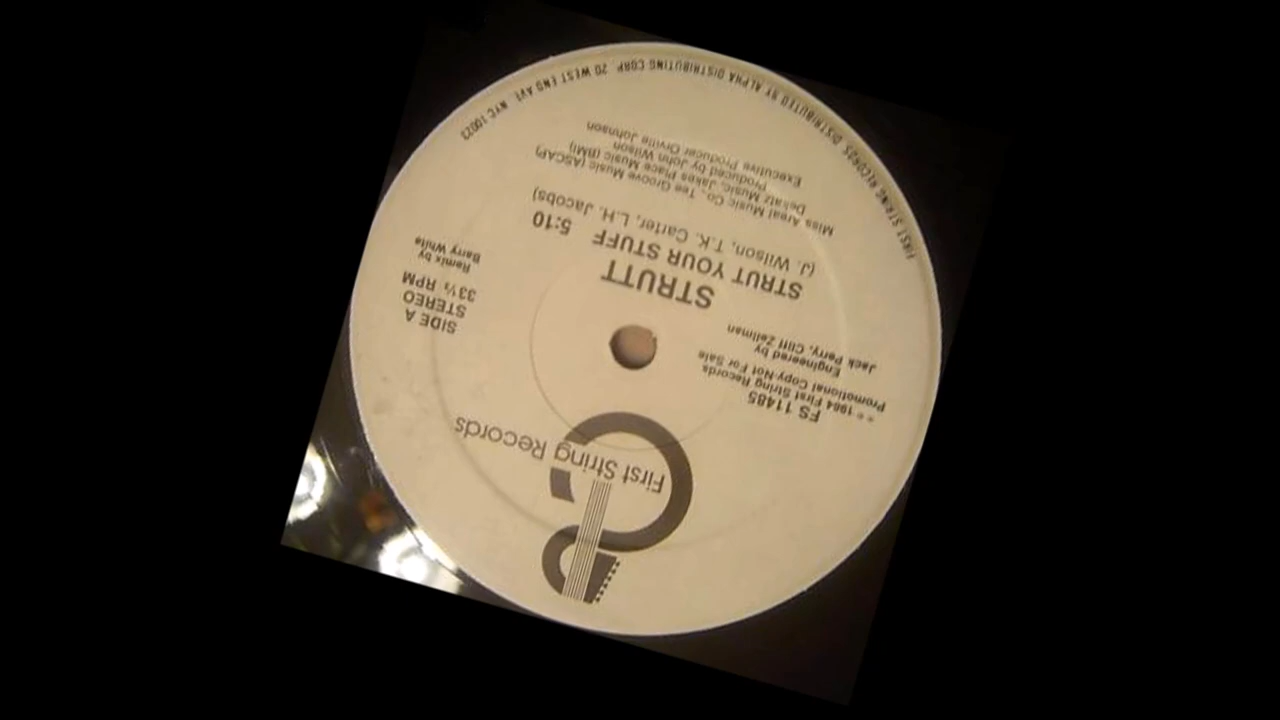 First String Records
FS 11485
℗ © 1984 First String Records
Promotional Copy Not For Sale
Engineered by
Jack Perry, Cliff Zellman
SIDE A
STEREO
33⅓ RPM
Remix by
Barry White
STRUTT
STRUT YOUR STUFF 5:10
(J. Wilson, T.K. Carter, L.H. Jacobs)
Miss Areal Music Co. Tee Groove Music (ASCAP)
Dekatz Music, Jakes Place Music (BMI)
Produced by John Wilson
Executive Producer Orville Johnson
FIRST STRING RECORDS DISTRIBUTED BY ALPHA DISTRIBUTING CORP 20 WEST END AVE NYC 10023